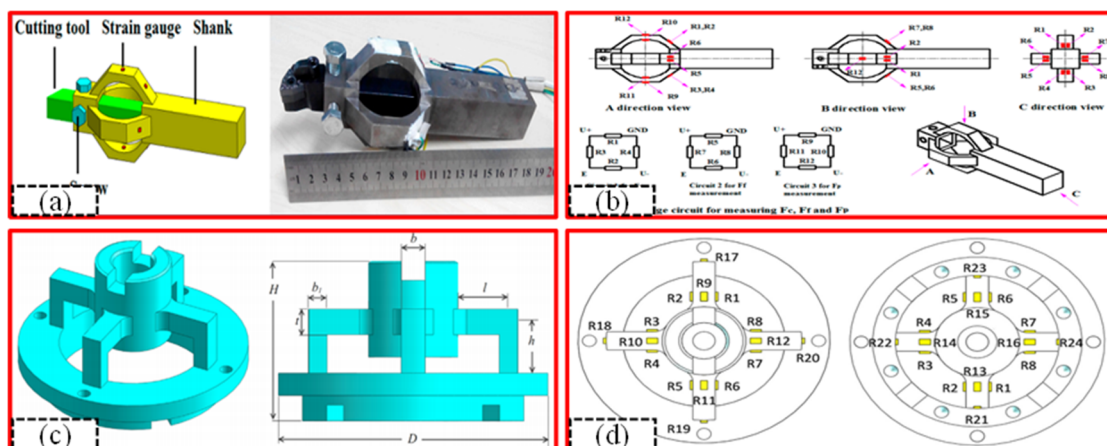 Cutting tool Strain gauge Shank
(a)
1 2 3 4 5 6 7 8 9 10 11 12 13 14 15 16 17 18 19
R12 R10
R1,R2
R6
R5
R3,R4
R11 R9
A direction view
R7,R8
R2
R12
R1
R5,R6
B direction view
R1 R2
R6
R5
R4 R3
C direction view
U+ GND
R1
R3 R4
R2
E U-
U+ GND
R5
R7 R8
R6
E U-
Circuit 2 for Ff
measurement
U+ GND
R9
R11 R10
R12
E U-
Circuit 3 for Fp
measurement
B
A
C
(b) ge circuit for measuring Fc, Ff and Fp
(c)
b
H
b1
l
t
h
D
R17
R9
R2 R1
R18 R3 R8
R10 R12
R4 R7 R20
R5 R6
R11
R19
R23
R5 R6
R15
R4 R7
R22 R14 R16 R24
R3 R8
R13
R2 R1
R21
(d)